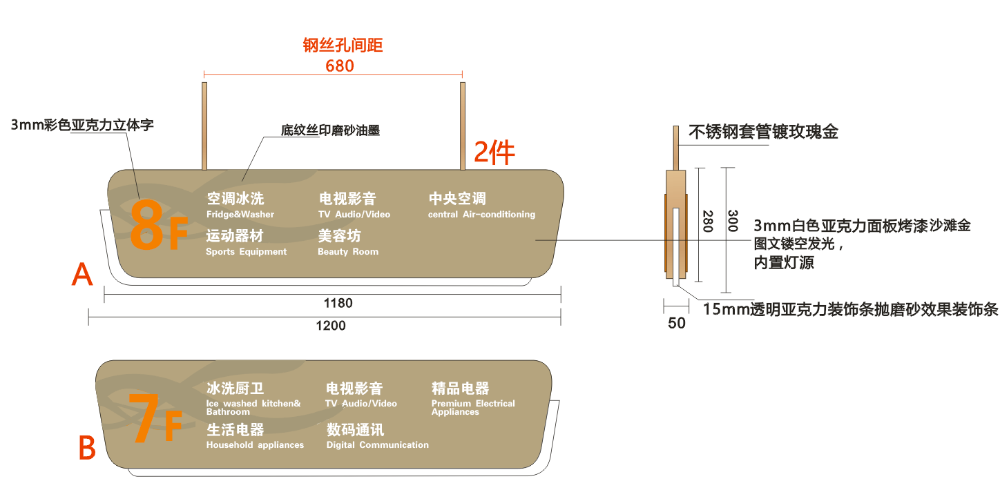 钢丝孔间距
680
3mm彩色亚克力立体字
底纹丝印磨砂油墨
2件
不锈钢套管镀玫瑰金
8F
空调冰洗
Fridge&Washer
电视影音
TV Audio/Video
中央空调
central Air-conditioning
运动器材
Sports Equipment
美容坊
Beauty Room
A
1180
1200
280
300
50
3mm白色亚克力面板烤漆沙滩金
图文镂空发光，
内置灯源
15mm透明亚克力装饰条抛磨砂效果装饰条
7F
冰洗厨卫
Ice washed kitchen&
Bathroom
电视影音
TV Audio/Video
精品电器
Premium Electrical
Appliances
生活电器
Household appliances
数码通讯
Digital Communication
B